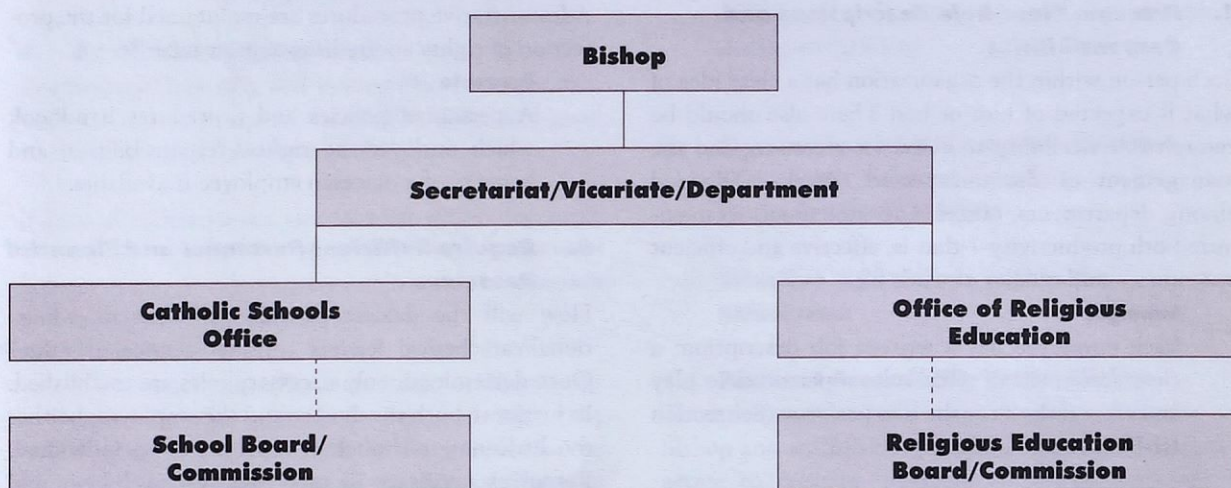 Bishop
Secretariat/Vicariate/Department
Catholic Schools
Office
Office of Religious
Education
School Board/
Commission
Religious Education
Board/Commission